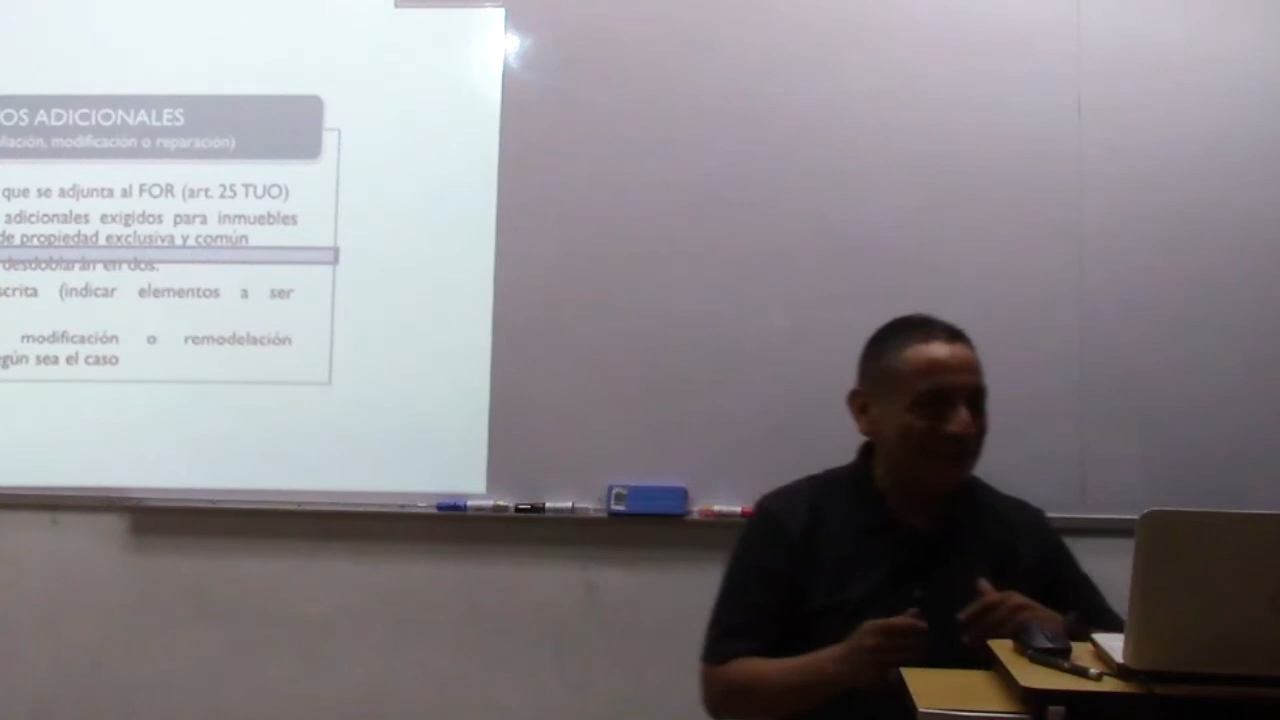 OS ADICIONALES
modificación o reparación)
que se adjunta al FOR (art. 25 TUO)
adicionales exigidos para inmuebles
de propiedad exclusiva y común
desdoblarán en dos.
scrita (indicar elementos a ser
modificación o remodelación
gún sea el caso